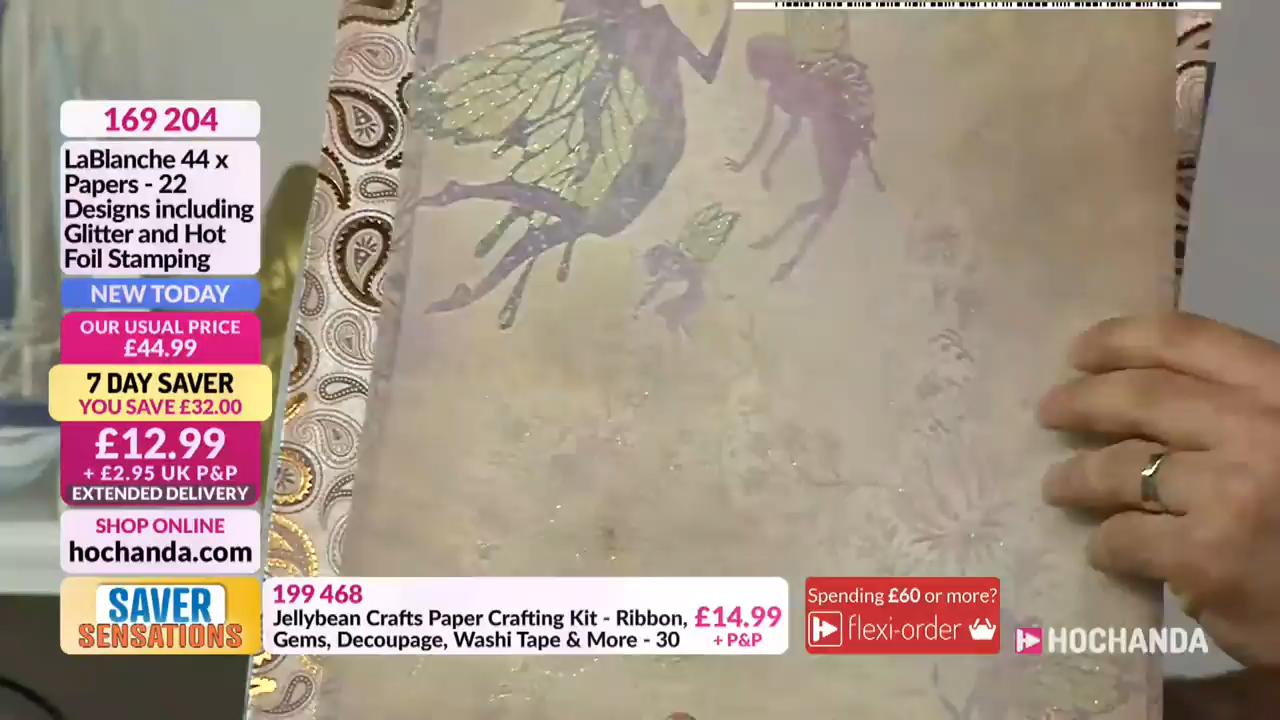 169 204
LaBlanche 44 x
Papers - 22
Designs including
Glitter and Hot
Foil Stamping
NEW TODAY
OUR USUAL PRICE
£44.99
7 DAY SAVER
YOU SAVE £32.00
£12.99
+ £2.95 UK P&P
EXTENDED DELIVERY
SHOP ONLINE
hochanda.com
SAVER
SENSATIONS
199 468
Jellybean Crafts Paper Crafting Kit - Ribbon,
Gems, Decoupage, Washi Tape & More - 30
£14.99
+ P&P
Spending £60 or more?
flexi-order
HOCHANDA